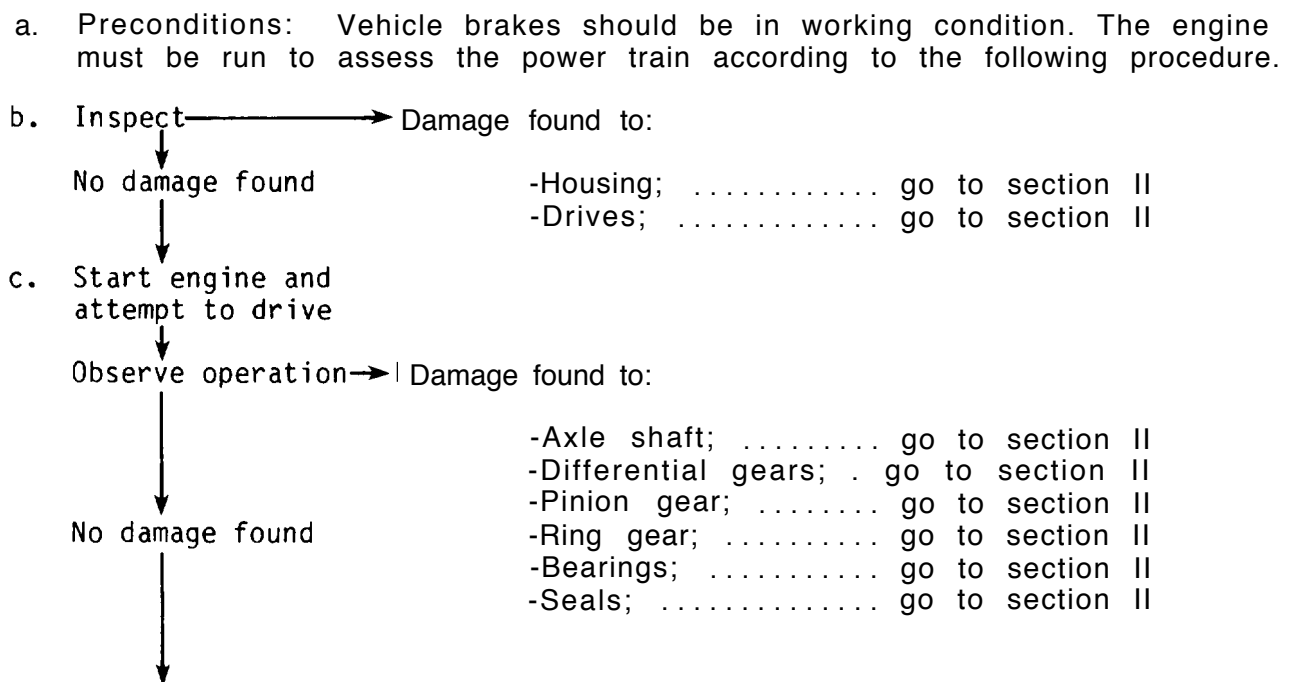 a. Preconditions: Vehicle brakes should be in working condition. The engine
must be run to assess the power train according to the following procedure.
b. Inspect Damage found to:
No damage found -Housing; ............ go to section II
-Drives; ............. go to section II
c. Start engine and
attempt to drive
Observe operation Damage found to:
-Axle shaft; ......... go to section II
-Differential gears; . go to section II
-Pinion gear; ........ go to section II
No damage found -Ring gear; .......... go to section II
-Bearings; ........... go to section II
-Seals; .............. go to section II